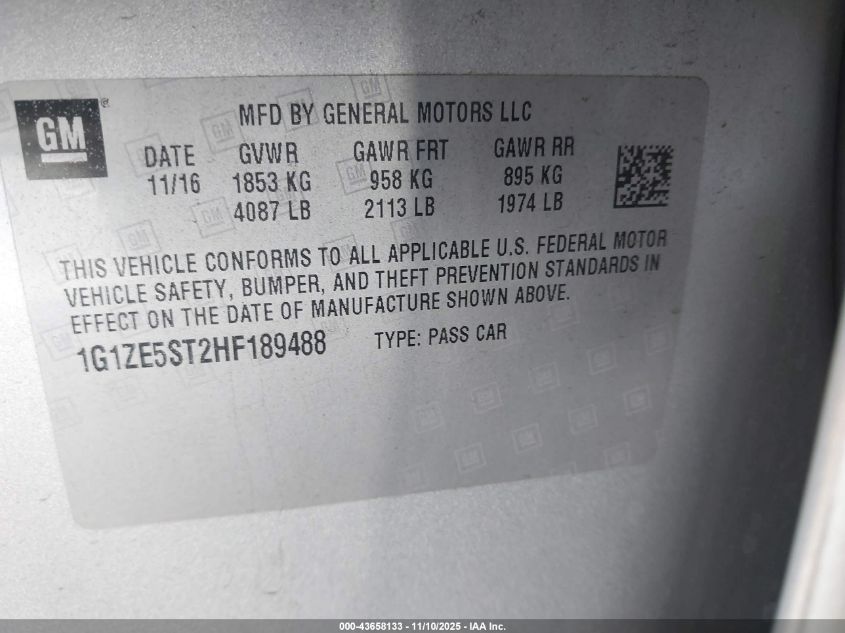 GM
®
MFD BY GENERAL MOTORS LLC
DATE GVWR GAWR FRT GAWR RR
11/16 1853 KG 958 KG 895 KG
4087 LB 2113 LB 1974 LB
THIS VEHICLE CONFORMS TO ALL APPLICABLE U.S. FEDERAL MOTOR
VEHICLE SAFETY, BUMPER, AND THEFT PREVENTION STANDARDS IN
EFFECT ON THE DATE OF MANUFACTURE SHOWN ABOVE.
1G1ZE5ST2HF189488 TYPE: PASS CAR
000-43658133 - 11/10/2025 - IAA Inc.